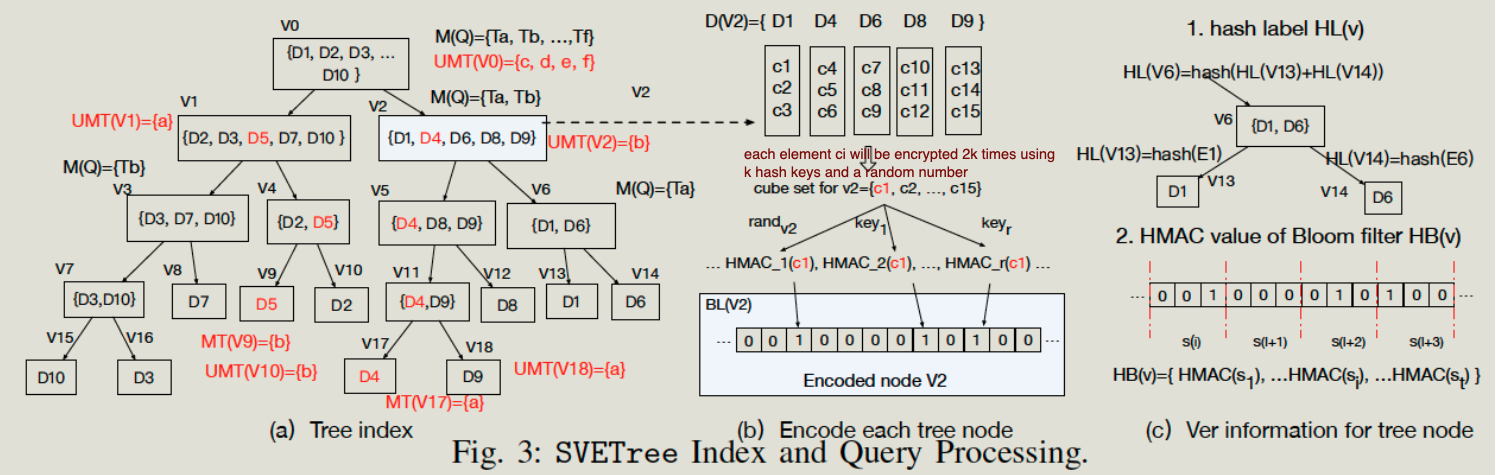 V0
{D1, D2, D3, ...
D10 }
M(Q)={Ta, Tb, ...,Tf}
UMT(V0)={c, d, e, f}
V1
UMT(V1)={a}
{D2, D3, D5, D7, D10 }
M(Q)={Ta, Tb}
V2
{D1, D4, D6, D8, D9}
UMT(V2)={b}
V2
M(Q)={Tb}
V3
{D3, D7, D10}
V4
{D2, D5}
V5
{D4, D8, D9}
V6
{D1, D6}
M(Q)={Ta}
V7
{D3,D10}
V8
D7
V9
D5
V10
D2
V11
{D4,D9}
V12
D8
V13
D1
V14
D6
MT(V9)={b}
UMT(V10)={b}
V15
D10
V16
D3
V17
D4
V18
D9
UMT(V18)={a}
MT(V17)={a}
(a) Tree index
D(V2)={ D1 D4 D6 D8 D9 }
c1 c4 c7 c10 c13
c2 c5 c8 c11 c14
c3 c6 c9 c12 c15
each element ci will be encrypted 2k times using
k hash keys and a random number
cube set for v2={c1, c2, ..., c15}
randv2 key1 keyr
... HMAC_1(c1), HMAC_2(c1), ..., HMAC_r(c1) ...
BL(V2)
... 0 0 1 0 0 0 0 1 0 1 0 0 ...
Encoded node V2
(b) Encode each tree node
1. hash label HL(v)
HL(V6)=hash(HL(V13)+HL(V14))
V6
{D1, D6}
HL(V13)=hash(E1)
HL(V14)=hash(E6)
D1
V13
V14
D6
2. HMAC value of Bloom filter HB(v)
... 0 0 1 0 0 0 0 1 0 1 0 0 ...
s(i) s(i+1) s(i+2) s(i+3)
HB(v)={ HMAC(s1), ...HMAC(si), ...HMAC(st) }
(c) Ver information for tree node
Fig. 3: SVETree Index and Query Processing.